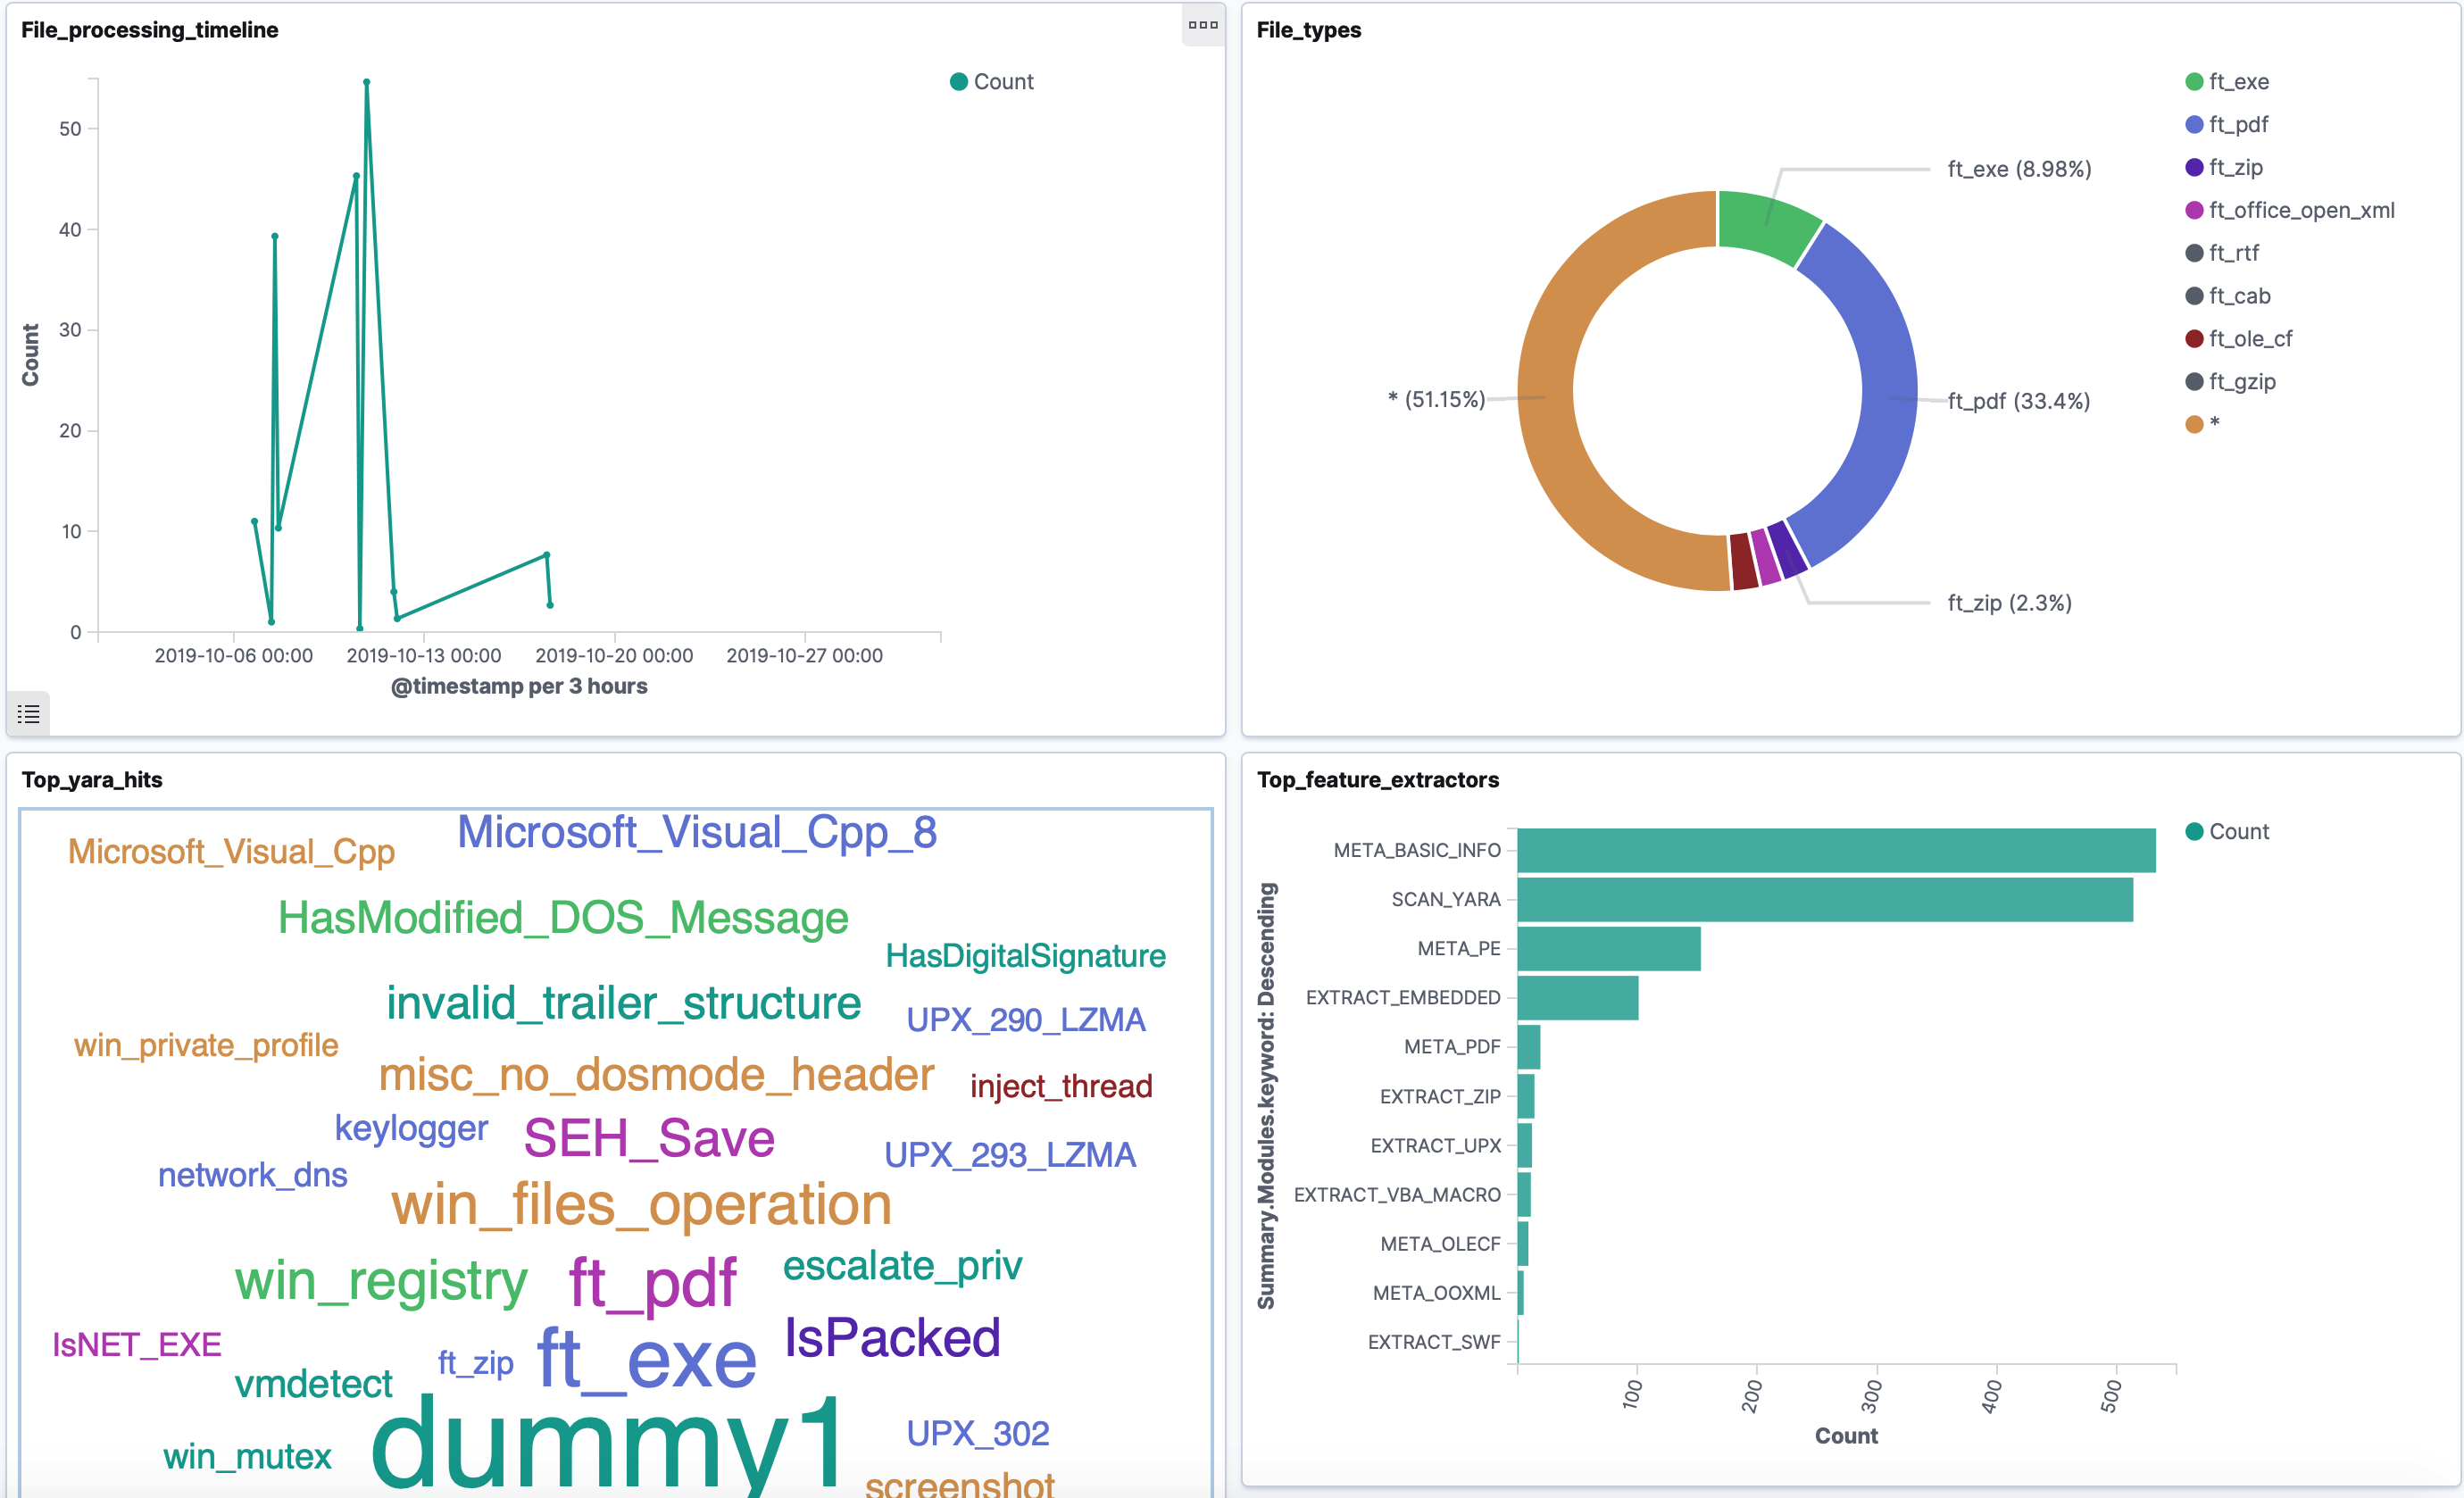 File_processing_timeline
Count
50
40
30
20
10
0
Count
2019-10-06 00:00
2019-10-13 00:00
2019-10-20 00:00
2019-10-27 00:00
@timestamp per 3 hours
File_types
ft_exe
ft_pdf
ft_zip
ft_office_open_xml
ft_rtf
ft_cab
ft_ole_cf
ft_gzip
*
ft_exe (8.98%)
* (51.15%)
ft_pdf (33.4%)
ft_zip (2.3%)
Top_yara_hits
Microsoft_Visual_Cpp_8
Microsoft_Visual_Cpp
HasModified_DOS_Message
HasDigitalSignature
invalid_trailer_structure
UPX_290_LZMA
win_private_profile
misc_no_dosmode_header
inject_thread
keylogger
SEH_Save
UPX_293_LZMA
network_dns
win_files_operation
win_registry
ft_pdf
escalate_priv
IsNET_EXE
IsPacked
ft_zip
ft_exe
vmdetect
dummy1
UPX_302
win_mutex
screenshot
Top_feature_extractors
Count
Summary.Modules.keyword: Descending
META_BASIC_INFO
SCAN_YARA
META_PE
EXTRACT_EMBEDDED
META_PDF
EXTRACT_ZIP
EXTRACT_UPX
EXTRACT_VBA_MACRO
META_OLECF
META_OOXML
EXTRACT_SWF
100
200
300
400
500
Count